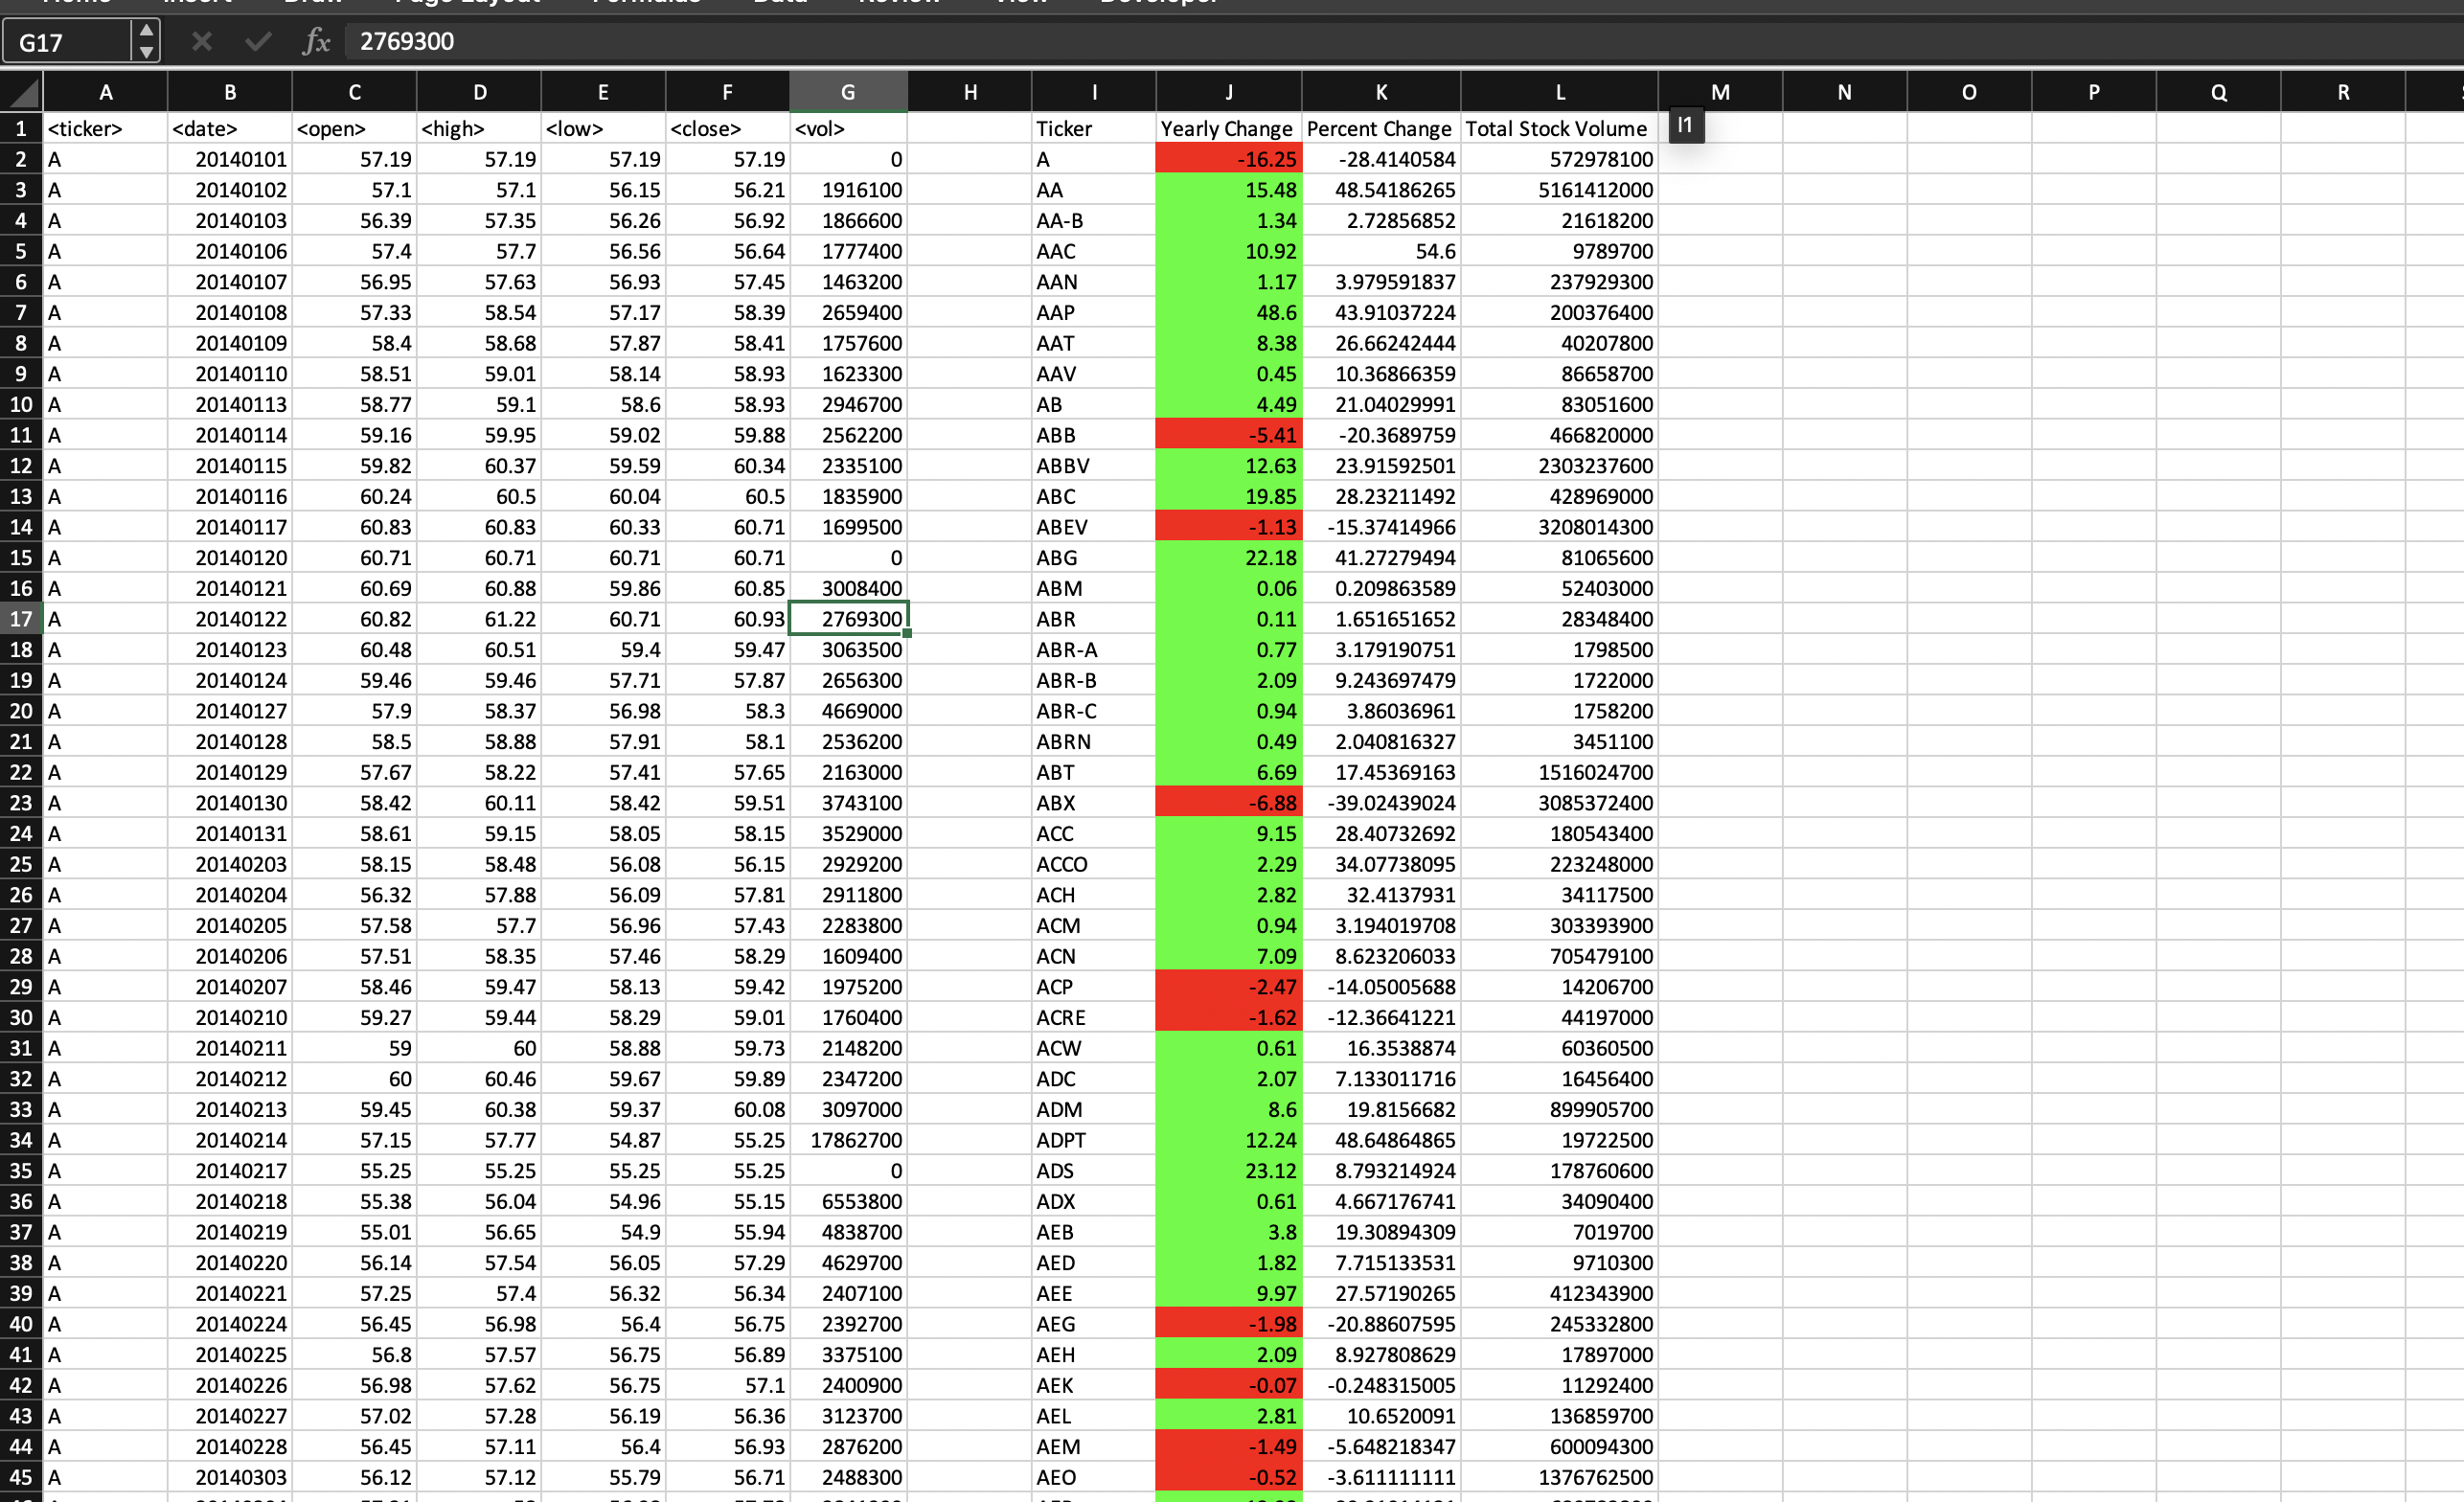 Home Insert Draw Page Layout Formulas Data Review View Developer
G17 fx 2769300
A B C D E F G H I J K L M N O P Q R
1 <ticker> <date> <open> <high> <low> <close> <vol> Ticker Yearly Change Percent Change Total Stock Volume I1
2 A 20140101 57.19 57.19 57.19 57.19 0 A -16.25 -28.4140584 572978100
3 A 20140102 57.1 57.1 56.15 56.21 1916100 AA 15.48 48.54186265 5161412000
4 A 20140103 56.39 57.35 56.26 56.92 1866600 AA-B 1.34 2.72856852 21618200
5 A 20140106 57.4 57.7 56.56 56.64 1777400 AAC 10.92 54.6 9789700
6 A 20140107 56.95 57.63 56.93 57.45 1463200 AAN 1.17 3.979591837 237929300
7 A 20140108 57.33 58.54 57.17 58.39 2659400 AAP 48.6 43.91037224 200376400
8 A 20140109 58.4 58.68 57.87 58.41 1757600 AAT 8.38 26.66242444 40207800
9 A 20140110 58.51 59.01 58.14 58.93 1623300 AAV 0.45 10.36866359 86658700
10 A 20140113 58.77 59.1 58.6 58.93 2946700 AB 4.49 21.04029991 83051600
11 A 20140114 59.16 59.95 59.02 59.88 2562200 ABB -5.41 -20.3689759 466820000
12 A 20140115 59.82 60.37 59.59 60.34 2335100 ABBV 12.63 23.91592501 2303237600
13 A 20140116 60.24 60.5 60.04 60.5 1835900 ABC 19.85 28.23211492 428969000
14 A 20140117 60.83 60.83 60.33 60.71 1699500 ABEV -1.13 -15.37414966 3208014300
15 A 20140120 60.71 60.71 60.71 60.71 0 ABG 22.18 41.27279494 81065600
16 A 20140121 60.69 60.88 59.86 60.85 3008400 ABM 0.06 0.209863589 52403000
17 A 20140122 60.82 61.22 60.71 60.93 2769300 ABR 0.11 1.651651652 28348400
18 A 20140123 60.48 60.51 59.4 59.47 3063500 ABR-A 0.77 3.179190751 1798500
19 A 20140124 59.46 59.46 57.71 57.87 2656300 ABR-B 2.09 9.243697479 1722000
20 A 20140127 57.9 58.37 56.98 58.3 4669000 ABR-C 0.94 3.86036961 1758200
21 A 20140128 58.5 58.88 57.91 58.1 2536200 ABRN 0.49 2.040816327 3451100
22 A 20140129 57.67 58.22 57.41 57.65 2163000 ABT 6.69 17.45369163 1516024700
23 A 20140130 58.42 60.11 58.42 59.51 3743100 ABX -6.88 -39.02439024 3085372400
24 A 20140131 58.61 59.15 58.05 58.15 3529000 ACC 9.15 28.40732692 180543400
25 A 20140203 58.15 58.48 56.08 56.15 2929200 ACCO 2.29 34.07738095 223248000
26 A 20140204 56.32 57.88 56.09 57.81 2911800 ACH 2.82 32.4137931 34117500
27 A 20140205 57.58 57.7 56.96 57.43 2283800 ACM 0.94 3.194019708 303393900
28 A 20140206 57.51 58.35 57.46 58.29 1609400 ACN 7.09 8.623206033 705479100
29 A 20140207 58.46 59.47 58.13 59.42 1975200 ACP -2.47 -14.05005688 14206700
30 A 20140210 59.27 59.44 58.29 59.01 1760400 ACRE -1.62 -12.36641221 44197000
31 A 20140211 59 60 58.88 59.73 2148200 ACW 0.61 16.3538874 60360500
32 A 20140212 60 60.46 59.67 59.89 2347200 ADC 2.07 7.133011716 16456400
33 A 20140213 59.45 60.38 59.37 60.08 3097000 ADM 8.6 19.8156682 899905700
34 A 20140214 57.15 57.77 54.87 55.25 17862700 ADPT 12.24 48.64864865 19722500
35 A 20140217 55.25 55.25 55.25 55.25 0 ADS 23.12 8.793214924 178760600
36 A 20140218 55.38 56.04 54.96 55.15 6553800 ADX 0.61 4.667176741 34090400
37 A 20140219 55.01 56.65 54.9 55.94 4838700 AEB 3.8 19.30894309 7019700
38 A 20140220 56.14 57.54 56.05 57.29 4629700 AED 1.82 7.715133531 9710300
39 A 20140221 57.25 57.4 56.32 56.34 2407100 AEE 9.97 27.57190265 412343900
40 A 20140224 56.45 56.98 56.4 56.75 2392700 AEG -1.98 -20.88607595 245332800
41 A 20140225 56.8 57.57 56.75 56.89 3375100 AEH 2.09 8.927808629 17897000
42 A 20140226 56.98 57.62 56.75 57.1 2400900 AEK -0.07 -0.248315005 11292400
43 A 20140227 57.02 57.28 56.19 56.36 3123700 AEL 2.81 10.6520091 136859700
44 A 20140228 56.45 57.11 56.4 56.93 2876200 AEM -1.49 -5.648218347 600094300
45 A 20140303 56.12 57.12 55.79 56.71 2488300 AEO -0.52 -3.611111111 1376762500